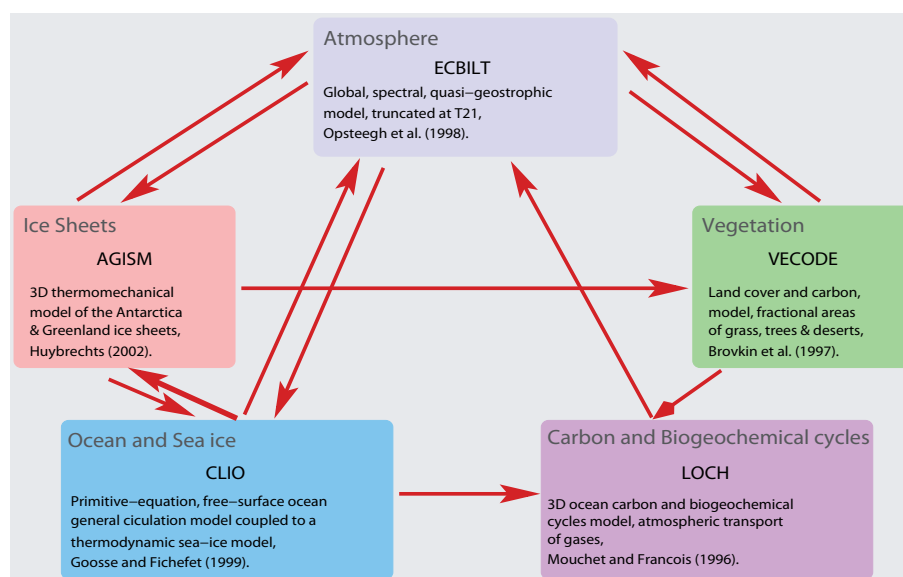 Atmosphere
ECBILT
Global, spectral, quasi−geostrophic
model, truncated at T21,
Opsteegh et al. (1998).
Ice Sheets
AGISM
3D thermomechanical
model of the Antarctica
& Greenland ice sheets,
Huybrechts (2002).
Vegetation
VECODE
Land cover and carbon,
model, fractional areas
of grass, trees & deserts,
Brovkin et al. (1997).
Ocean and Sea ice
CLIO
Primitive−equation, free−surface ocean
general ciculation model coupled to a
thermodynamic sea−ice model,
Goosse and Fichefet (1999).
Carbon and Biogeochemical cycles
LOCH
3D ocean carbon and biogeochemical
cycles model, atmospheric transport
of gases,
Mouchet and Francois (1996).